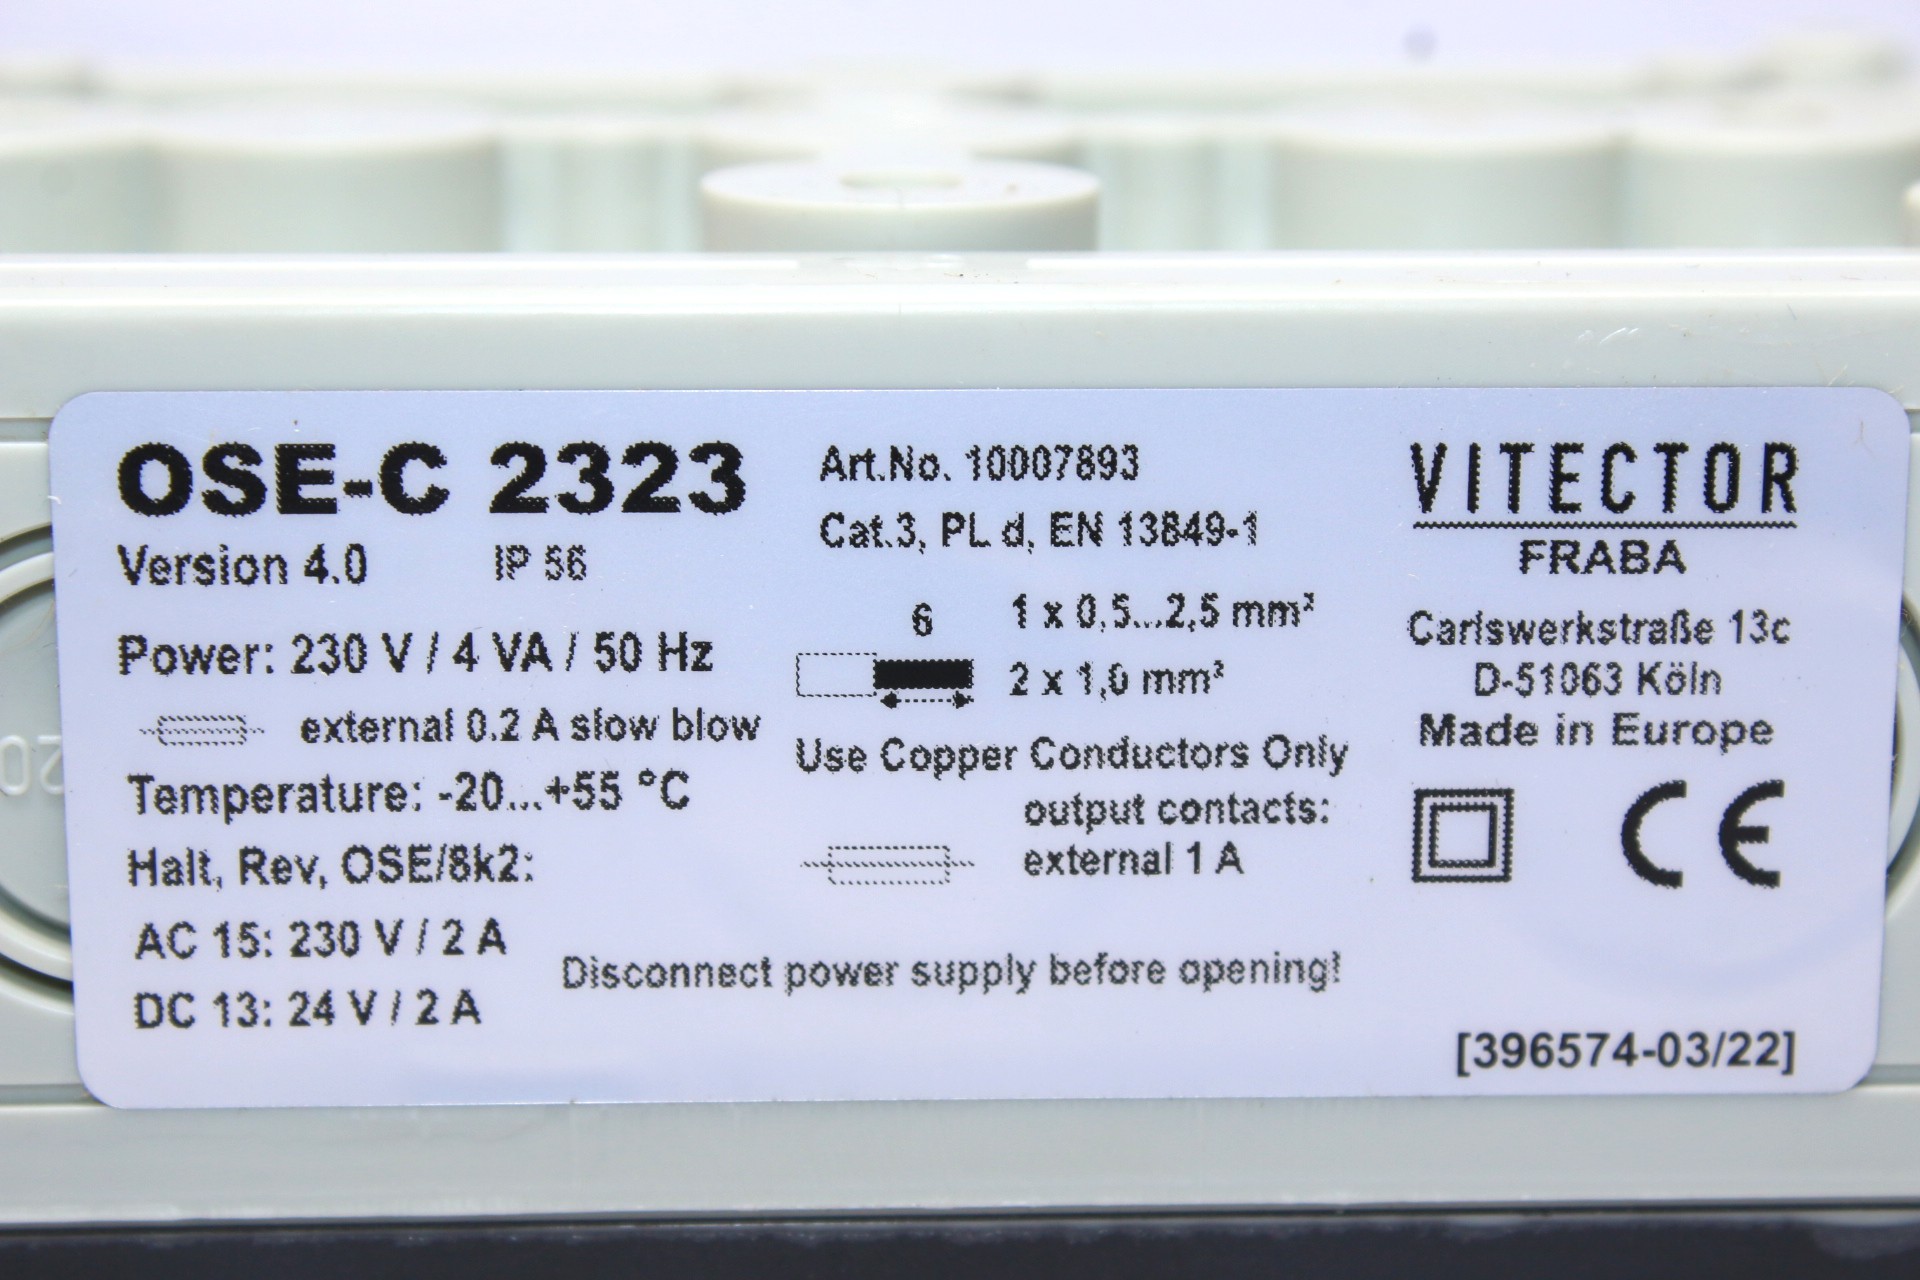 OSE-C 2323
Version 4.0 IP 56
Power: 230 V / 4 VA / 50 Hz
external 0.2 A slow blow
Temperature: -20...+55 °C
Halt, Rev, OSE/8k2:
AC 15: 230 V / 2 A
DC 13: 24 V / 2 A
Art.No. 10007893
Cat.3, PL d, EN 13849-1
6
1 x 0,5...2,5 mm²
2 x 1,0 mm²
Use Copper Conductors Only
output contacts:
external 1 A
Disconnect power supply before opening!
VITECTOR
FRABA
Carlswerkstraße 13c
D-51063 Köln
Made in Europe
CE
[396574-03/22]
20